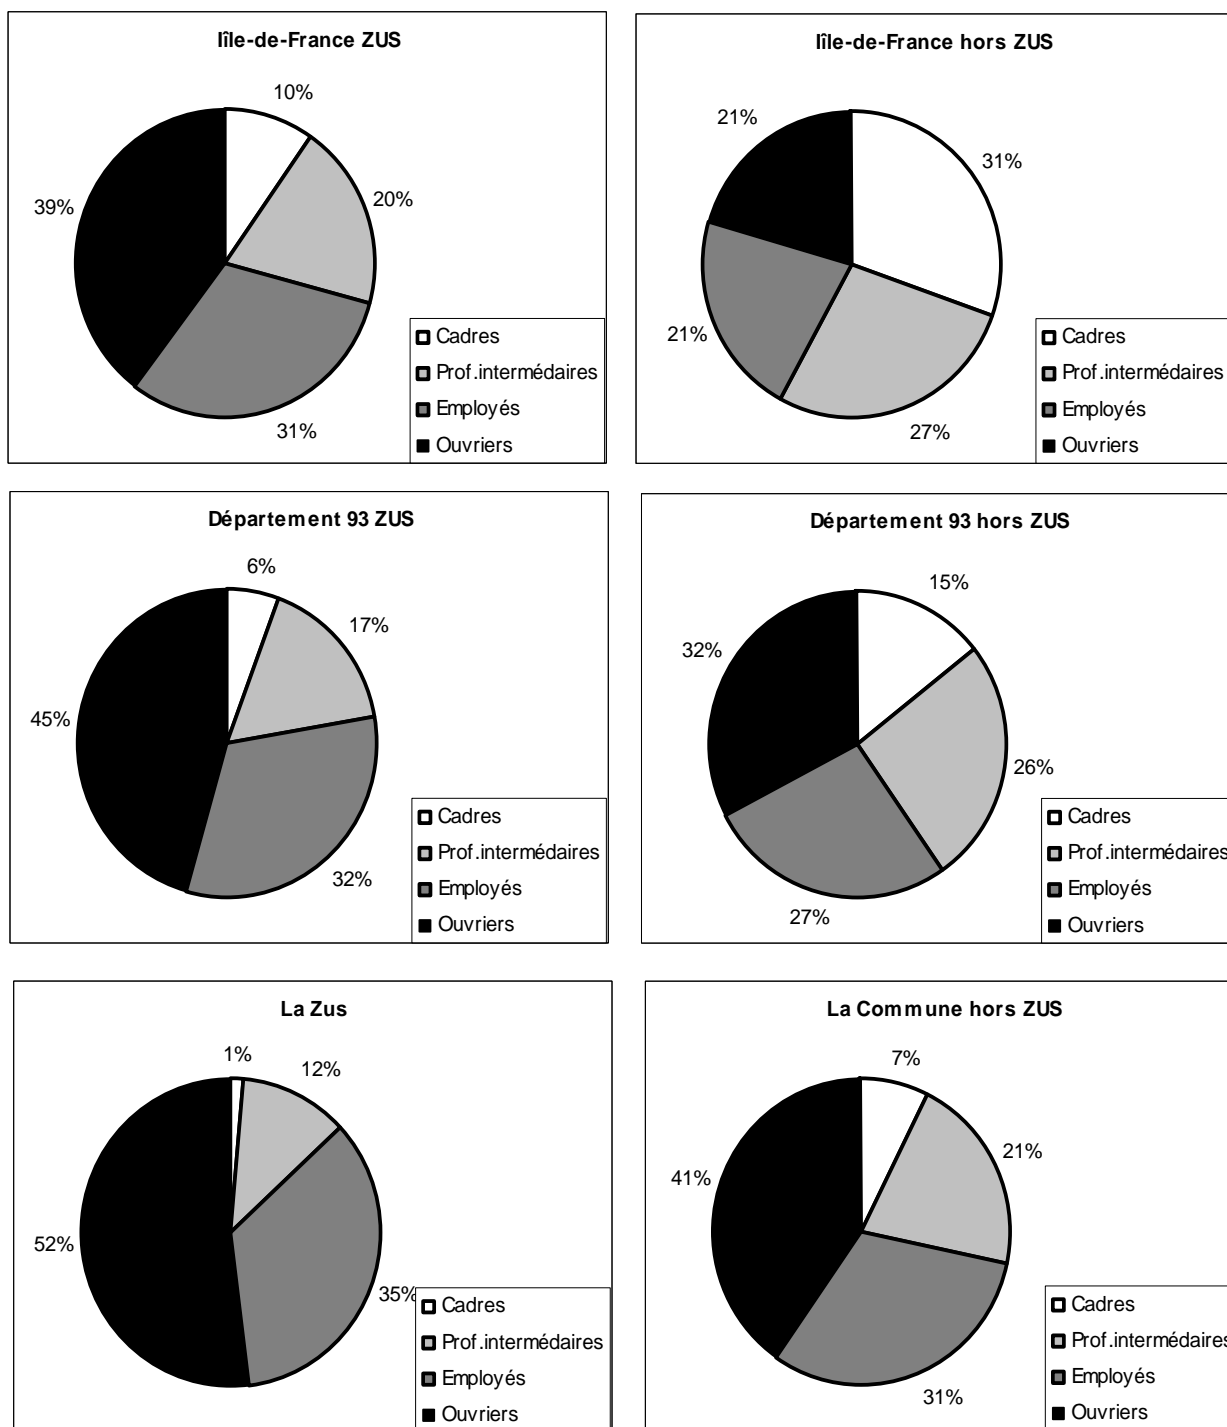 Iîle-de-France ZUS
10%
20%
31%
39%
Cadres
Prof.intermédaires
Employés
Ouvriers
Iîle-de-France hors ZUS
31%
27%
21%
21%
Cadres
Prof.intermédaires
Employés
Ouvriers
Département 93 ZUS
6%
17%
32%
45%
Cadres
Prof.intermédaires
Employés
Ouvriers
Département 93 hors ZUS
15%
26%
27%
32%
Cadres
Prof.intermédaires
Employés
Ouvriers
La Zus
1%
12%
35%
52%
Cadres
Prof.intermédaires
Employés
Ouvriers
La Commune hors ZUS
7%
21%
31%
41%
Cadres
Prof.intermédaires
Employés
Ouvriers